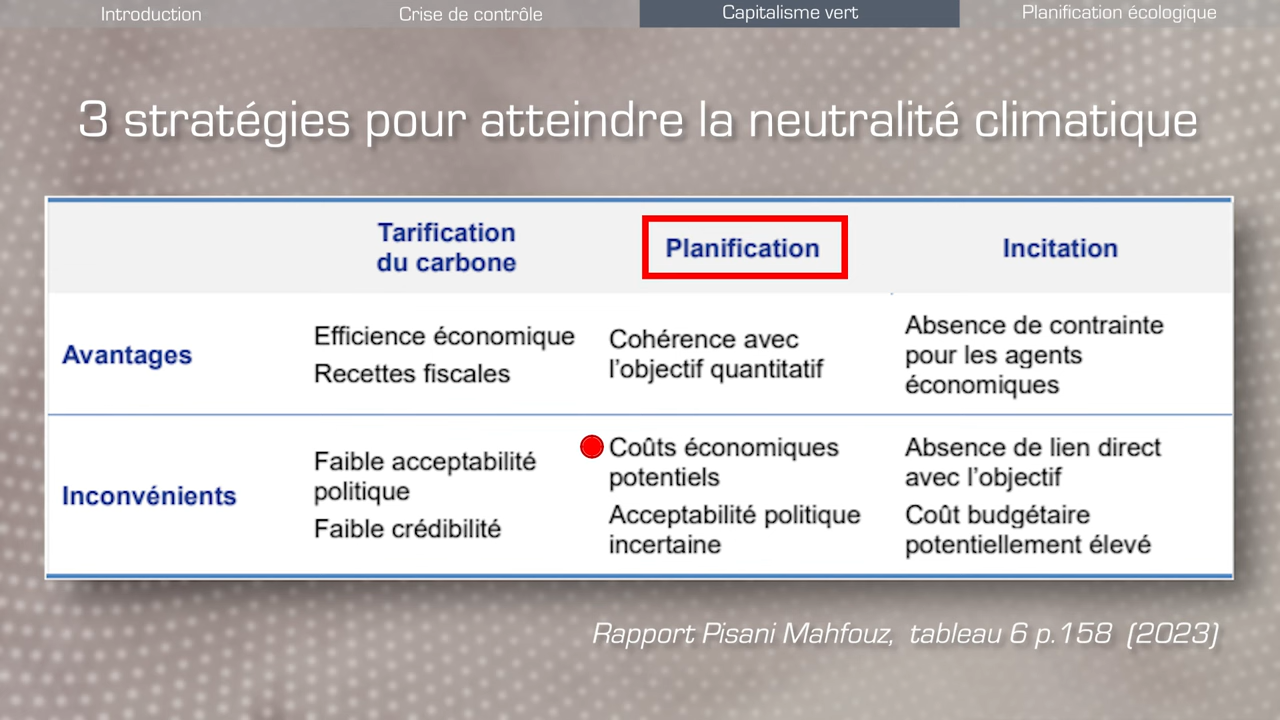 Introduction
Crise de contrôle
Capitalisme vert
Planification écologique
3 stratégies pour atteindre la neutralité climatique
Tarification
du carbone
Planification
Incitation
Avantages
Efficience économique
Recettes fiscales
Cohérence avec
l'objectif quantitatif
Absence de contrainte
pour les agents
économiques
Inconvénients
Faible acceptabilité
politique
Faible crédibilité
Coûts économiques
potentiels
Acceptabilité politique
incertaine
Absence de lien direct
avec l'objectif
Coût budgétaire
potentiellement élevé
Rapport Pisani Mahfouz, tableau 6 p.158 (2023)